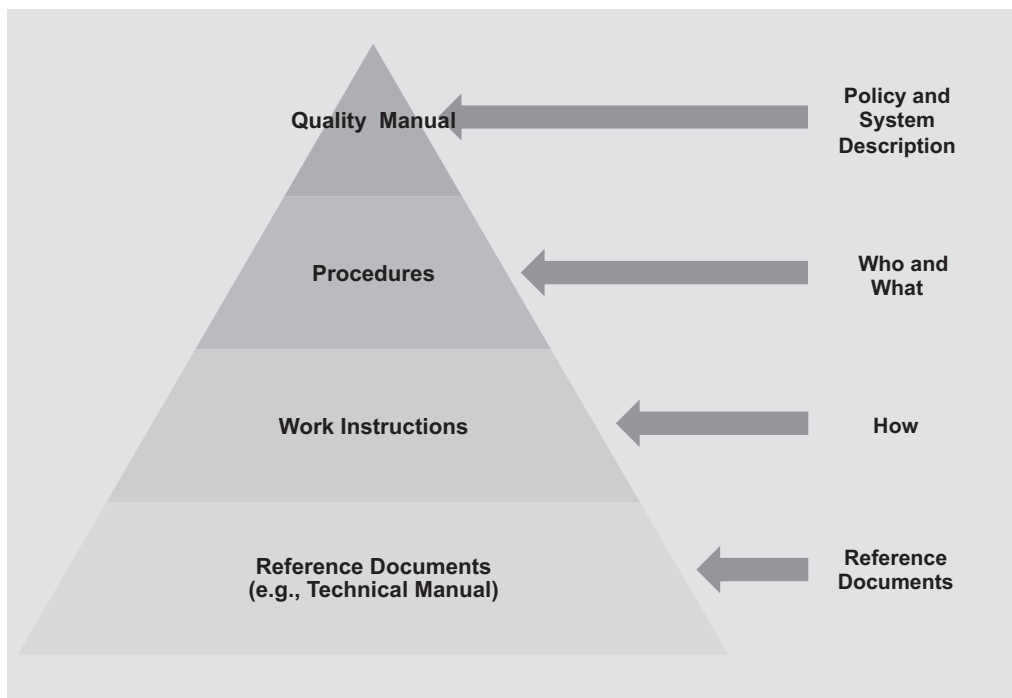 Quality Manual
Policy and
System
Description
Procedures
Who and
What
Work Instructions
How
Reference Documents
(e.g., Technical Manual)
Reference
Documents